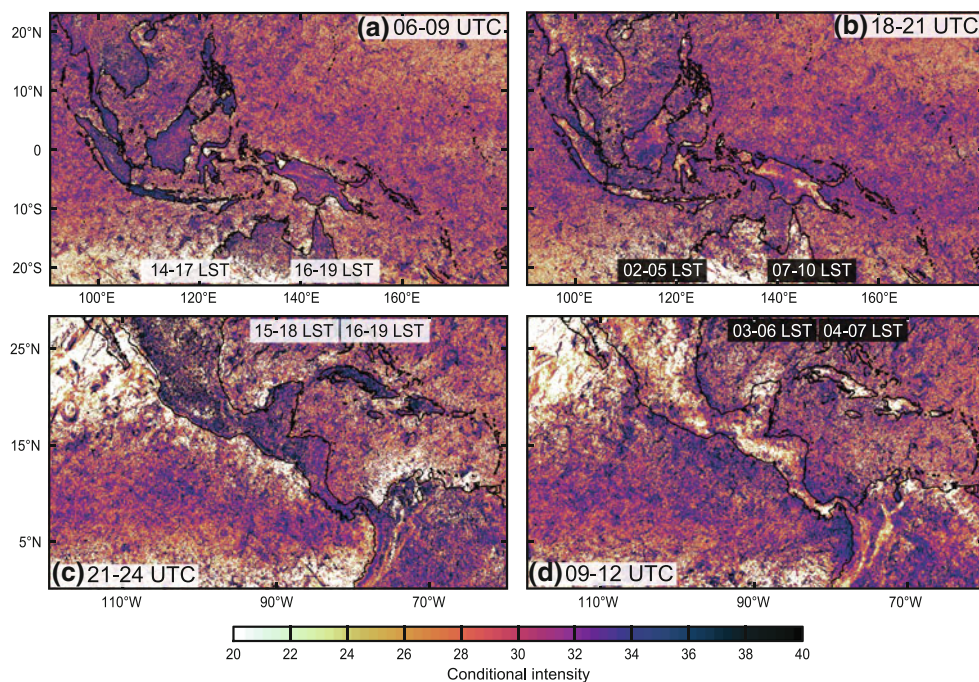 (a) 06-09 UTC
(b) 18-21 UTC
20°N
10°N
0
10°S
20°S
14-17 LST
16-19 LST
02-05 LST
07-10 LST
100°E
120°E
140°E
160°E
100°E
120°E
140°E
160°E
15-18 LST
16-19 LST
03-06 LST
04-07 LST
25°N
15°N
5°N
(c) 21-24 UTC
(d) 09-12 UTC
110°W
90°W
70°W
110°W
90°W
70°W
20 22 24 26 28 30 32 34 36 38 40
Conditional intensity